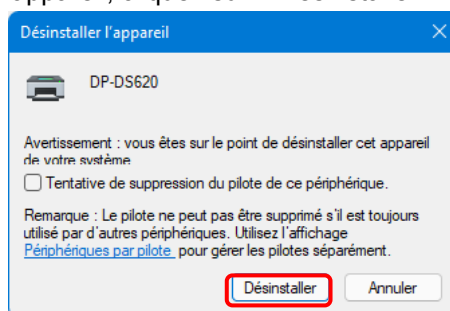 Désinstaller l'appareil
DP-DS620
Avertissement : vous êtes sur le point de désinstaller cet appareil
de votre système
Tentative de suppression du pilote de ce périphérique.
Remarque : Le pilote ne peut pas être supprimé s'il est toujours
utilisé par d'autres périphériques. Utilisez l'affichage
Périphériques par pilote pour gérer les pilotes séparément.
Désinstaller Annuler